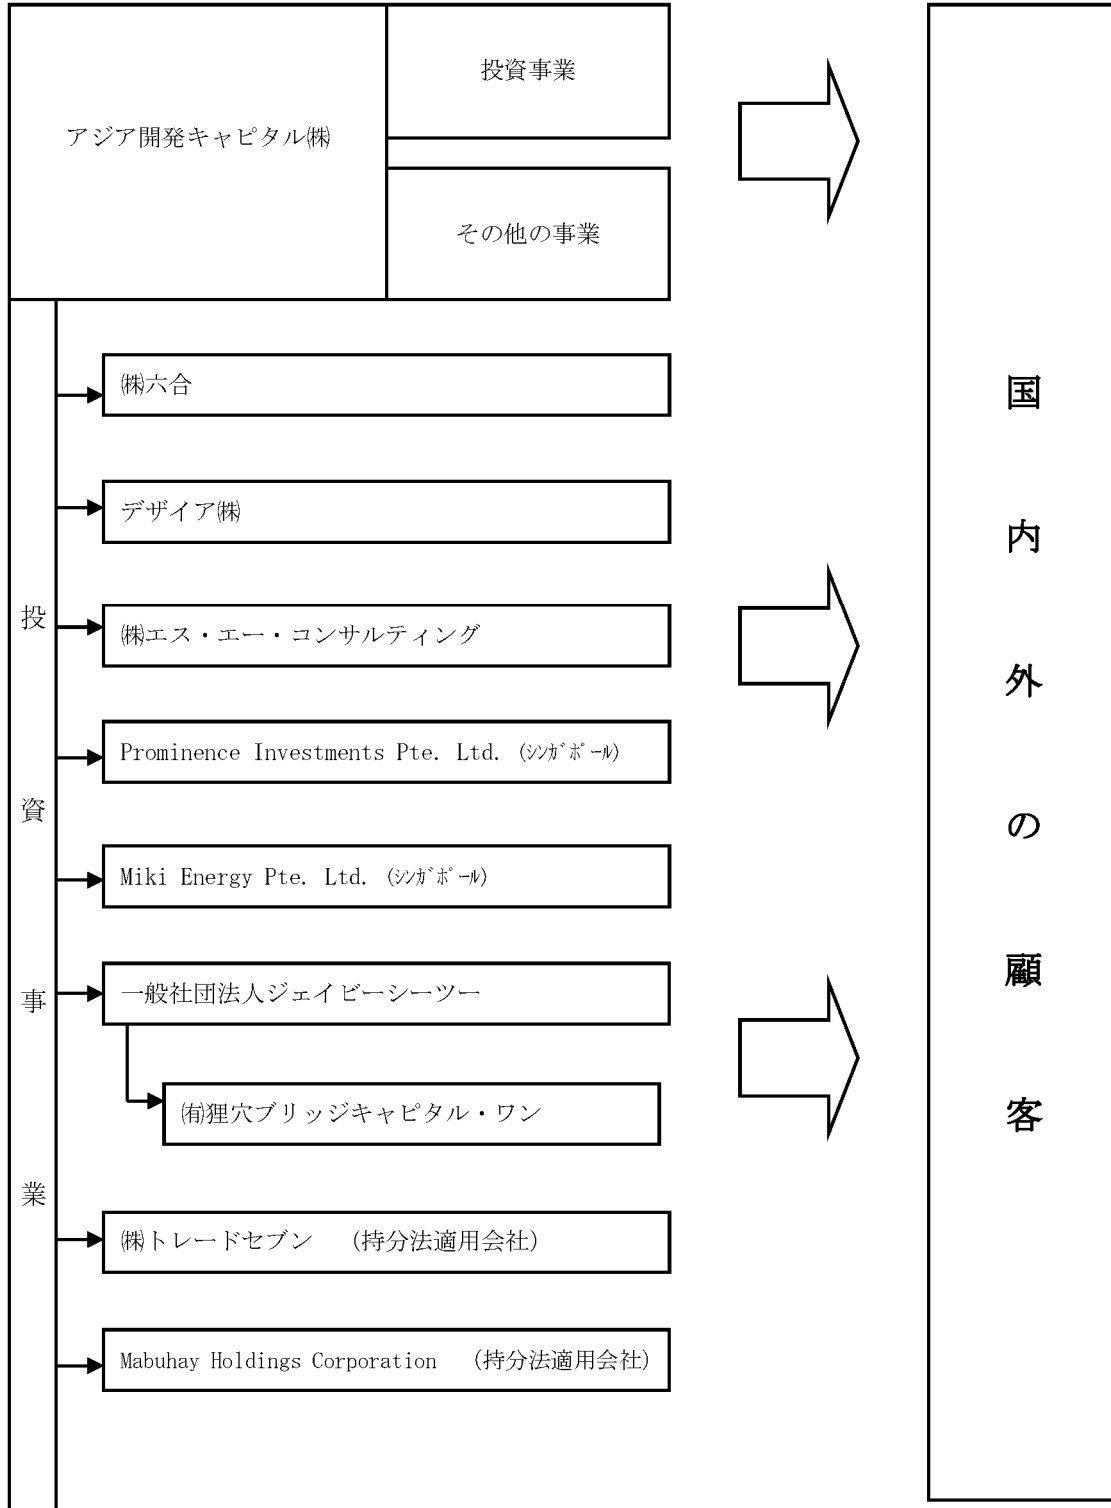 アジア開発キャピタル㈱
投資事業
その他の事業
投資事業
㈱六合
デザイア㈱
㈱エス・エー・コンサルティング
Prominence Investments Pte. Ltd. (ｼﾝｶﾞﾎﾟｰﾙ)
Miki Energy Pte. Ltd. (ｼﾝｶﾞﾎﾟｰﾙ)
一般社団法人ジェイビーシーツー
㈲狸穴ブリッジキャピタル・ワン
㈱トレードセブン　(持分法適用会社)
Mabuhay Holdings Corporation　(持分法適用会社)
国内外の顧客